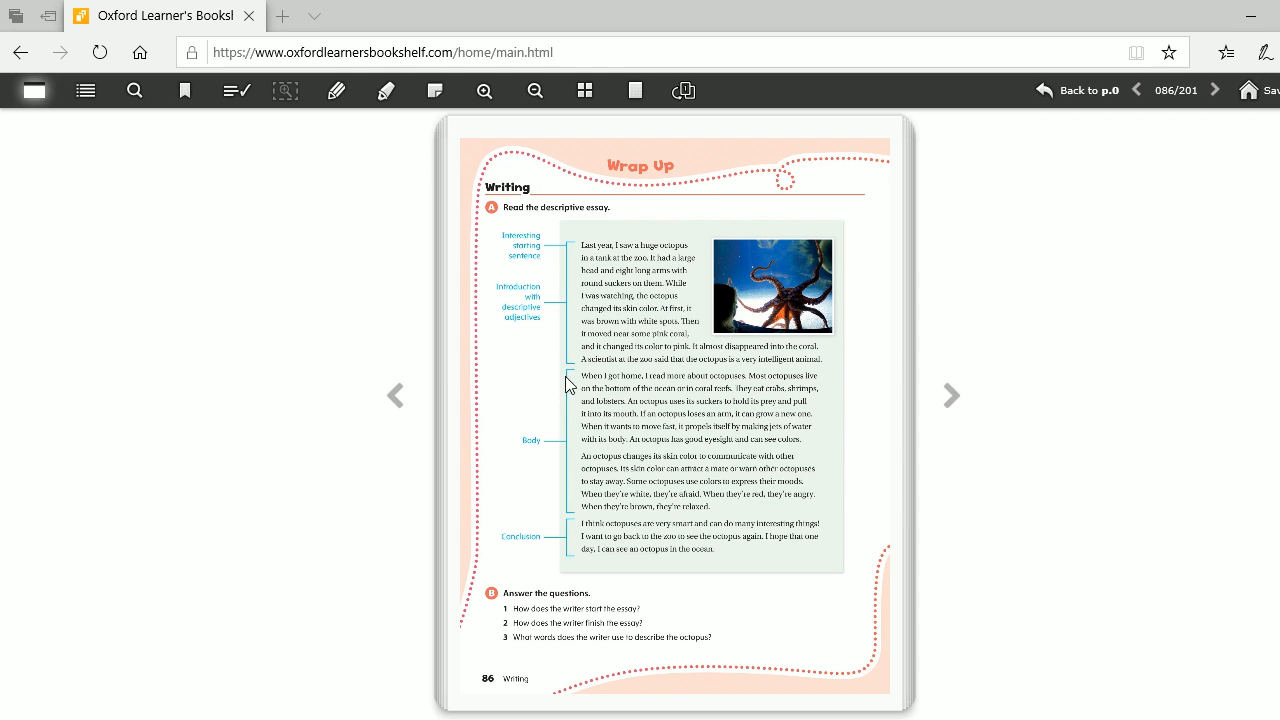 Oxford Learner's Booksl
https://www.oxfordlearnersbookshelf.com/home/main.html
Back to p.0
086/201
Sav
Wrap Up
Writing
A Read the descriptive essay.
Interesting
starting
sentence
Introduction
with
descriptive
adjectives
Last year, I saw a huge octopus
in a tank at the zoo. It had a large
head and eight long arms with
round suckers on them. While
I was watching, the octopus
changed its skin color. At first, it
was brown with white spots. Then
it moved near some pink coral,
and it changed its color to pink. It almost disappeared into the coral.
A scientist at the zoo said that the octopus is a very intelligent animal.
Body
When I got home, I read more about octopuses. Most octopuses live
on the bottom of the ocean or in coral reefs. They eat crabs, shrimps,
and lobsters. An octopus uses its suckers to hold its prey and pull
it into its mouth. If an octopus loses an arm, it can grow a new one.
When it wants to move fast, it propels itself by making jets of water
with its body. An octopus has good eyesight and can see colors.
An octopus changes its skin color to communicate with other
octopuses. Its skin color can attract a mate or warn other octopuses
to stay away. Some octopuses use colors to express their moods.
When they're white, they're afraid. When they're red, they're angry.
When they're brown, they're relaxed.
Conclusion
I think octopuses are very smart and can do many interesting things!
I want to go back to the zoo to see the octopus again. I hope that one
day, I can see an octopus in the ocean.
B Answer the questions.
1 How does the writer start the essay?
2 How does the writer finish the essay?
3 What words does the writer use to describe the octopus?
86 Writing